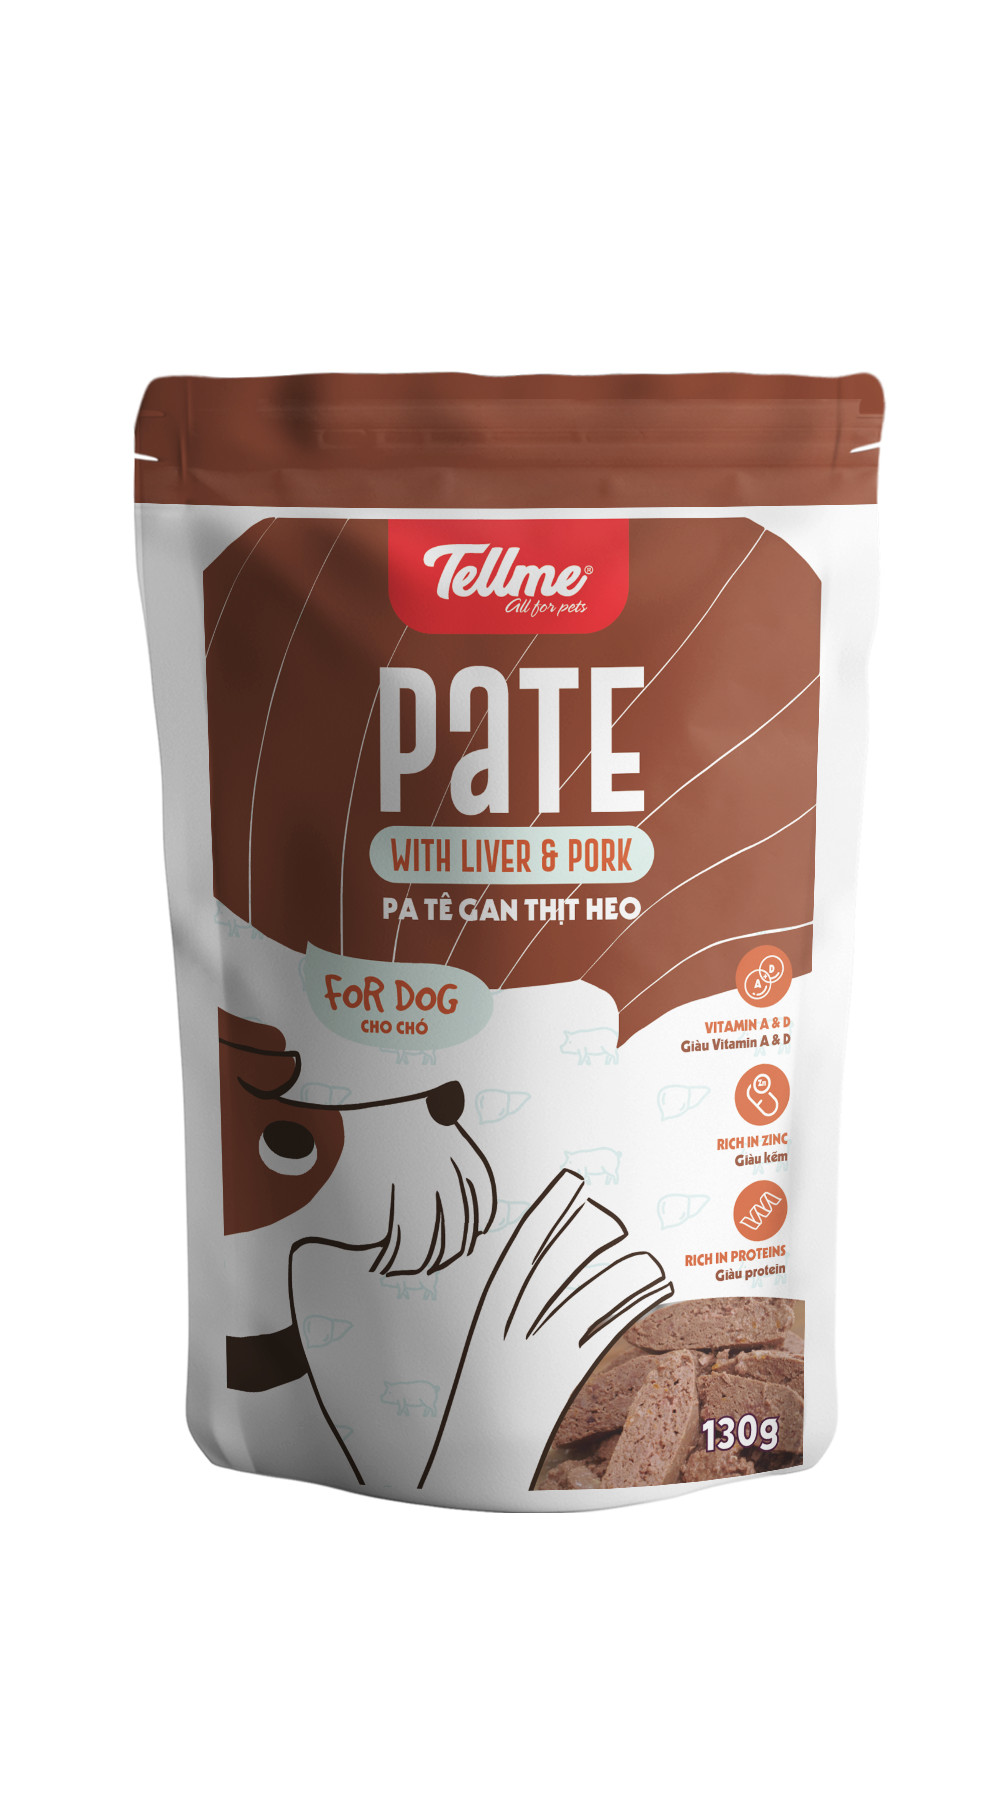 Tellme®
All for pets
PaTE
WITH LIVER & PORK
PA TÊ GAN THỊT HEO
FOR DOG
CHO CHÓ
A D
VITAMIN A & D
Giàu Vitamin A & D
Zn
RICH IN ZINC
Giàu kẽm
RICH IN PROTEINS
Giàu protein
130g